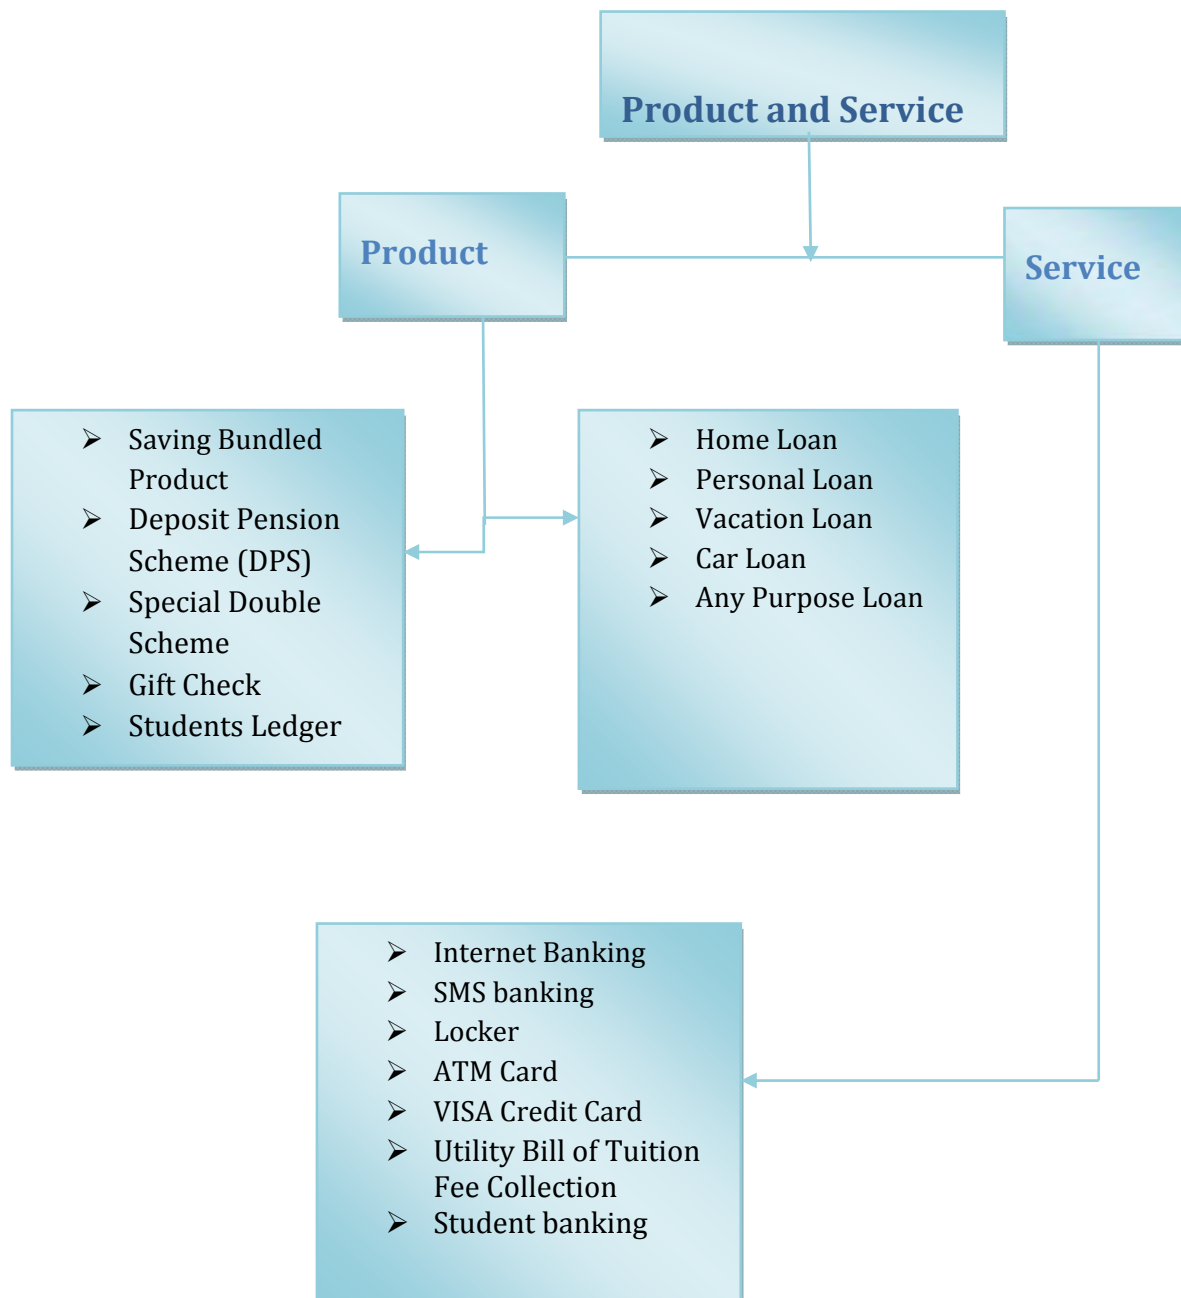 Product and Service
Product
Service
➢ Saving Bundled
Product
➢ Deposit Pension
Scheme (DPS)
➢ Special Double
Scheme
➢ Gift Check
➢ Students Ledger
➢ Home Loan
➢ Personal Loan
➢ Vacation Loan
➢ Car Loan
➢ Any Purpose Loan
➢ Internet Banking
➢ SMS banking
➢ Locker
➢ ATM Card
➢ VISA Credit Card
➢ Utility Bill of Tuition
Fee Collection
➢ Student banking